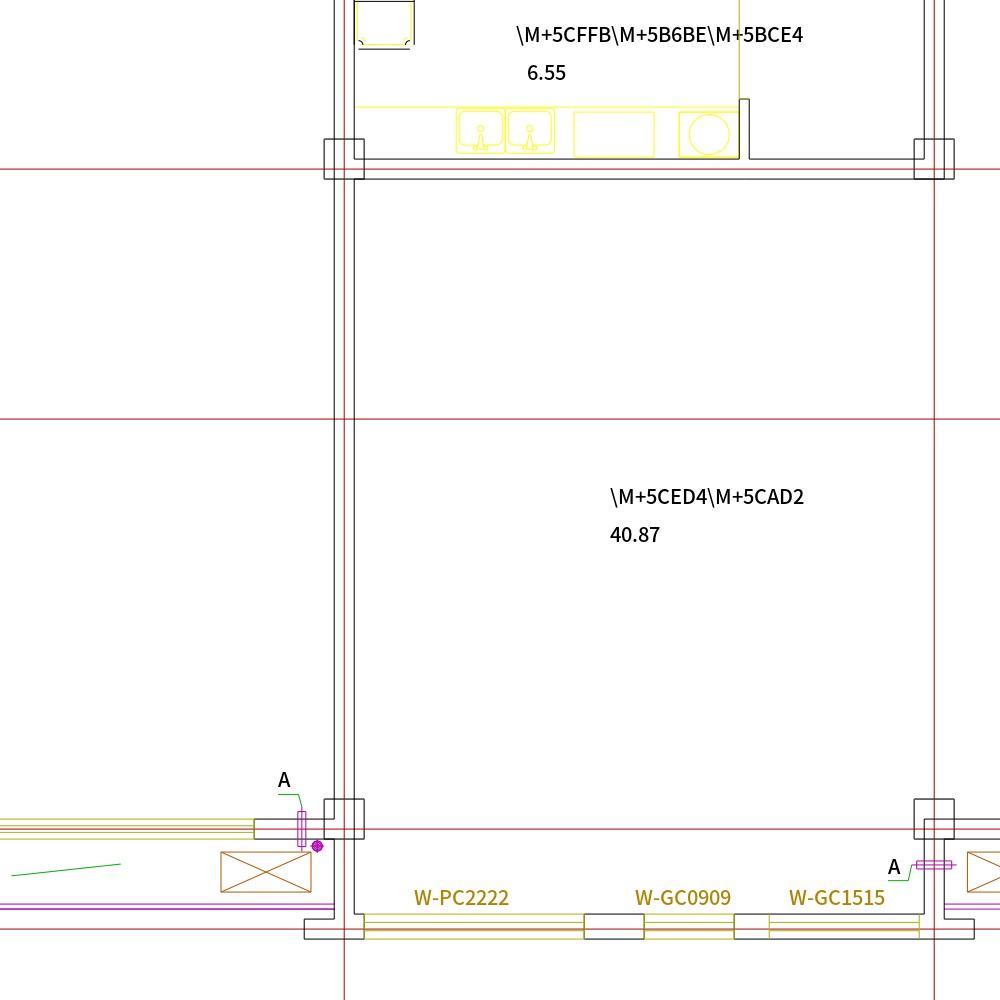 \M+5CFFB\M+5B6BE\M+5BCE4
6.55
\M+5CED4\M+5CAD2
40.87
A
A
W-PC2222 W-GC0909 W-GC1515